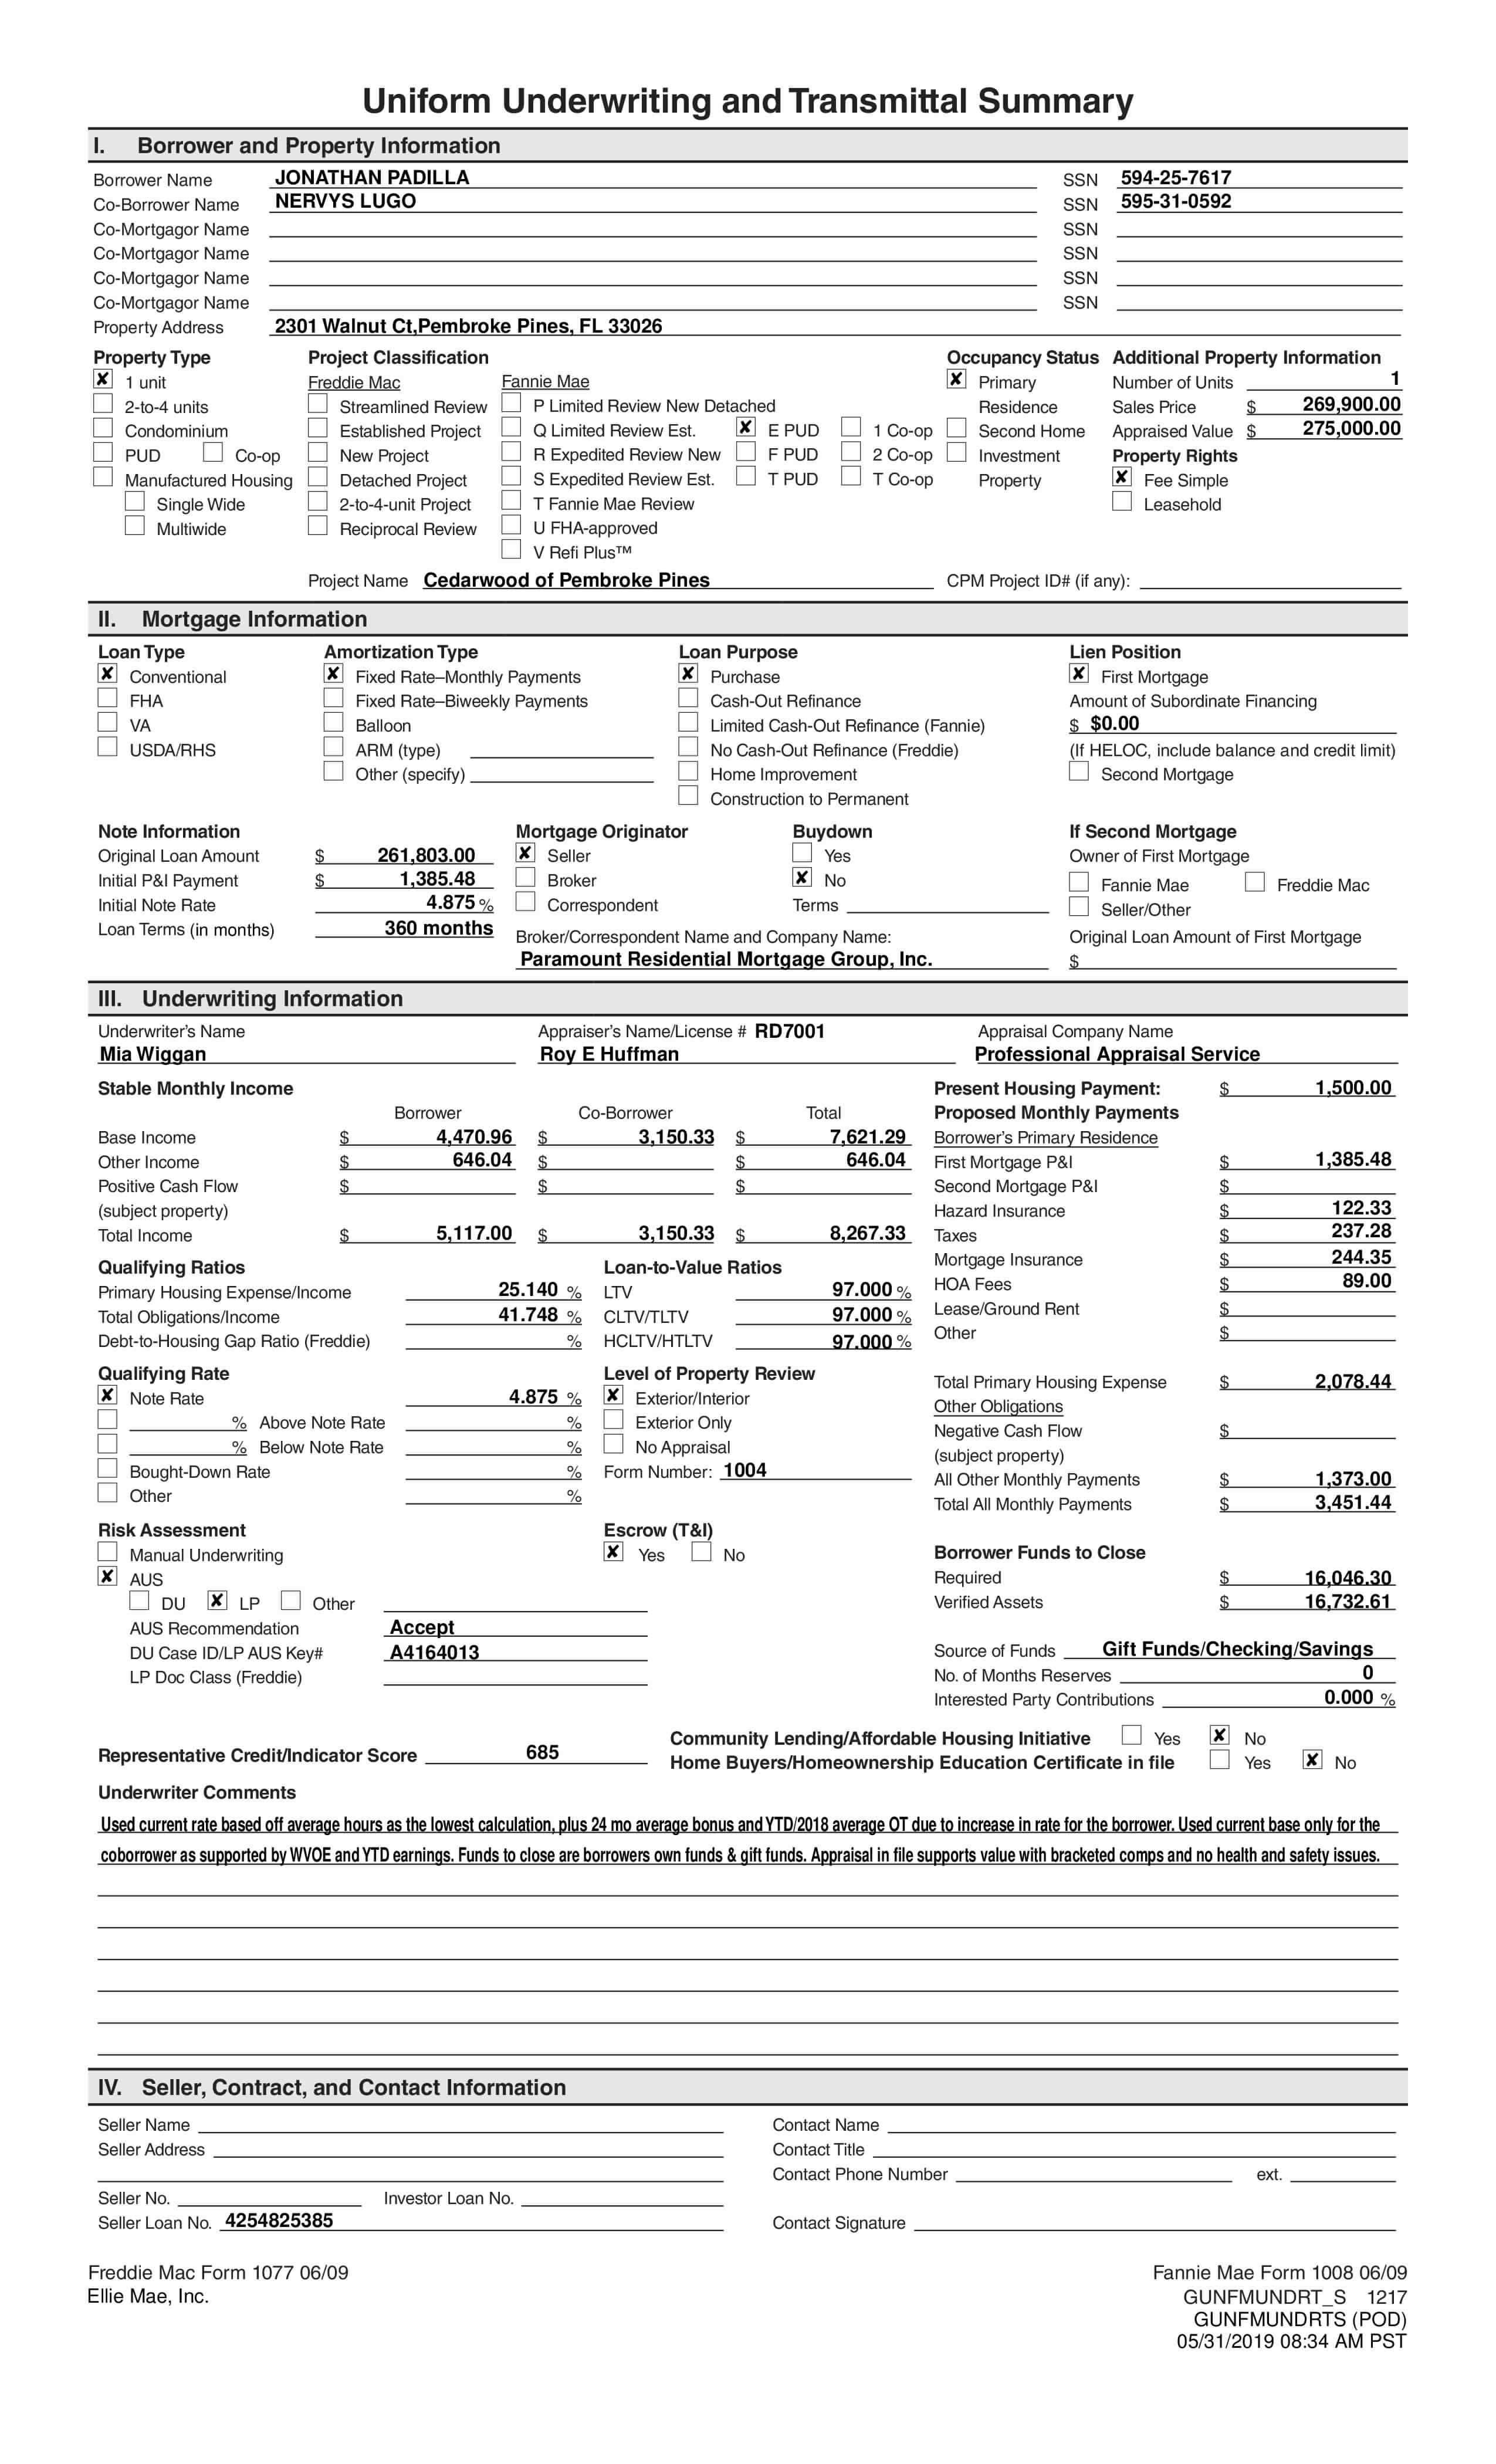 Uniform Underwriting and Transmittal Summary
I. Borrower and Property Information
Borrower Name JONATHAN PADILLA SSN 594-25-7617
Co-Borrower Name NERVYS LUGO SSN 595-31-0592
Co-Mortgagor Name SSN
Co-Mortgagor Name SSN
Co-Mortgagor Name SSN
Co-Mortgagor Name SSN
Property Address 2301 Walnut Ct,Pembroke Pines, FL 33026
Property Type Project Classification Occupancy Status Additional Property Information
✘ 1 unit Freddie Mac Fannie Mae ✘ Primary Number of Units 1
2-to-4 units Streamlined Review P Limited Review New Detached Residence Sales Price $ 269,900.00
Condominium Established Project Q Limited Review Est. ✘ E PUD 1 Co-op Second Home Appraised Value $ 275,000.00
PUD Co-op New Project R Expedited Review New F PUD 2 Co-op Investment Property Rights
Manufactured Housing Detached Project S Expedited Review Est. T PUD T Co-op Property ✘ Fee Simple
Single Wide 2-to-4-unit Project T Fannie Mae Review Leasehold
Multiwide Reciprocal Review U FHA-approved
V Refi Plus™
Project Name Cedarwood of Pembroke Pines CPM Project ID# (if any):
II. Mortgage Information
Loan Type Amortization Type Loan Purpose Lien Position
✘ Conventional ✘ Fixed Rate–Monthly Payments ✘ Purchase ✘ First Mortgage
FHA Fixed Rate–Biweekly Payments Cash-Out Refinance Amount of Subordinate Financing
VA Balloon Limited Cash-Out Refinance (Fannie) $ $0.00
USDA/RHS ARM (type) No Cash-Out Refinance (Freddie) (If HELOC, include balance and credit limit)
Other (specify) Home Improvement Second Mortgage
Construction to Permanent
Note Information Mortgage Originator Buydown If Second Mortgage
Original Loan Amount $ 261,803.00 ✘ Seller Yes Owner of First Mortgage
Initial P&I Payment $ 1,385.48 Broker ✘ No Fannie Mae Freddie Mac
Initial Note Rate 4.875 % Correspondent Terms Seller/Other
Loan Terms (in months) 360 months Broker/Correspondent Name and Company Name: Original Loan Amount of First Mortgage
Paramount Residential Mortgage Group, Inc. $
III. Underwriting Information
Underwriter's Name Appraiser's Name/License # RD7001 Appraisal Company Name
Mia Wiggan Roy E Huffman Professional Appraisal Service
Stable Monthly Income Present Housing Payment: $ 1,500.00
Borrower Co-Borrower Total Proposed Monthly Payments
Base Income $ 4,470.96 $ 3,150.33 $ 7,621.29 Borrower's Primary Residence
Other Income $ 646.04 $ $ 646.04 First Mortgage P&I $ 1,385.48
Positive Cash Flow $ $ $ Second Mortgage P&I $
(subject property) Hazard Insurance $ 122.33
Total Income $ 5,117.00 $ 3,150.33 $ 8,267.33 Taxes $ 237.28
Qualifying Ratios Loan-to-Value Ratios Mortgage Insurance $ 244.35
Primary Housing Expense/Income 25.140 % LTV 97.000 % HOA Fees $ 89.00
Total Obligations/Income 41.748 % CLTV/TLTV 97.000 % Lease/Ground Rent $
Debt-to-Housing Gap Ratio (Freddie) % HCLTV/HTLTV 97.000 % Other $
Qualifying Rate Level of Property Review Total Primary Housing Expense $ 2,078.44
✘ Note Rate 4.875 % ✘ Exterior/Interior Other Obligations
% Above Note Rate % Exterior Only Negative Cash Flow $
% Below Note Rate % No Appraisal (subject property)
Bought-Down Rate % Form Number: 1004 All Other Monthly Payments $ 1,373.00
Other % Total All Monthly Payments $ 3,451.44
Risk Assessment Escrow (T&I)
Manual Underwriting ✘ Yes No Borrower Funds to Close
✘ AUS Required $ 16,046.30
DU ✘ LP Other Verified Assets $ 16,732.61
AUS Recommendation Accept
DU Case ID/LP AUS Key# A4164013 Source of Funds Gift Funds/Checking/Savings
LP Doc Class (Freddie) No. of Months Reserves 0
Interested Party Contributions 0.000 %
Community Lending/Affordable Housing Initiative Yes ✘ No
Representative Credit/Indicator Score 685 Home Buyers/Homeownership Education Certificate in file Yes ✘ No
Underwriter Comments
Used current rate based off average hours as the lowest calculation, plus 24 mo average bonus and YTD/2018 average OT due to increase in rate for the borrower. Used current base only for the
coborrower as supported by WVOE and YTD earnings. Funds to close are borrowers own funds & gift funds. Appraisal in file supports value with bracketed comps and no health and safety issues.
IV. Seller, Contract, and Contact Information
Seller Name Contact Name
Seller Address Contact Title
Contact Phone Number ext.
Seller No. Investor Loan No.
Seller Loan No. 4254825385 Contact Signature
Freddie Mac Form 1077 06/09 Fannie Mae Form 1008 06/09
Ellie Mae, Inc. GUNFMUNDRT_S 1217
GUNFMUNDRTS (POD)
05/31/2019 08:34 AM PST